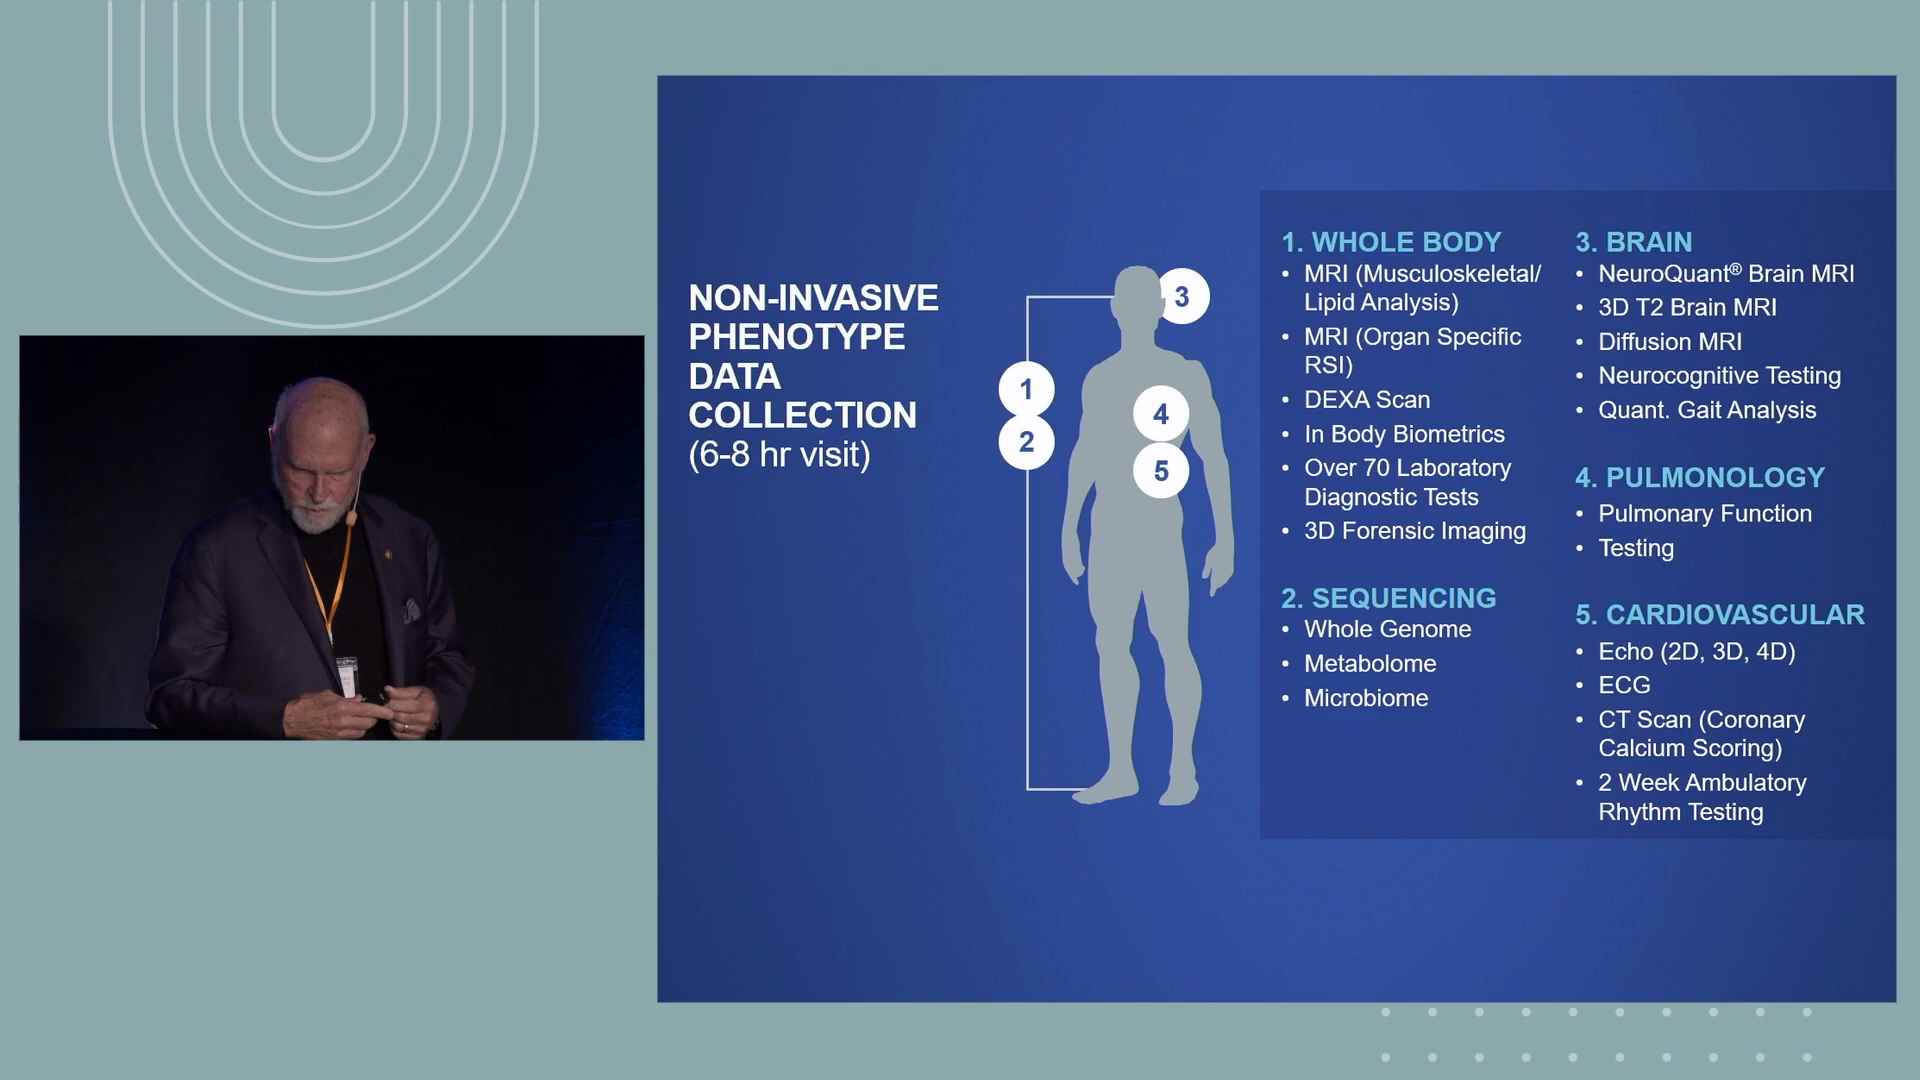 NON-INVASIVE
PHENOTYPE
DATA
COLLECTION
(6-8 hr visit)
1
2
3
4
5
1. WHOLE BODY
• MRI (Musculoskeletal/
Lipid Analysis)
• MRI (Organ Specific
RSI)
• DEXA Scan
• In Body Biometrics
• Over 70 Laboratory
Diagnostic Tests
• 3D Forensic Imaging
2. SEQUENCING
• Whole Genome
• Metabolome
• Microbiome
3. BRAIN
• NeuroQuant® Brain MRI
• 3D T2 Brain MRI
• Diffusion MRI
• Neurocognitive Testing
• Quant. Gait Analysis
4. PULMONOLOGY
• Pulmonary Function
• Testing
5. CARDIOVASCULAR
• Echo (2D, 3D, 4D)
• ECG
• CT Scan (Coronary
Calcium Scoring)
• 2 Week Ambulatory
Rhythm Testing